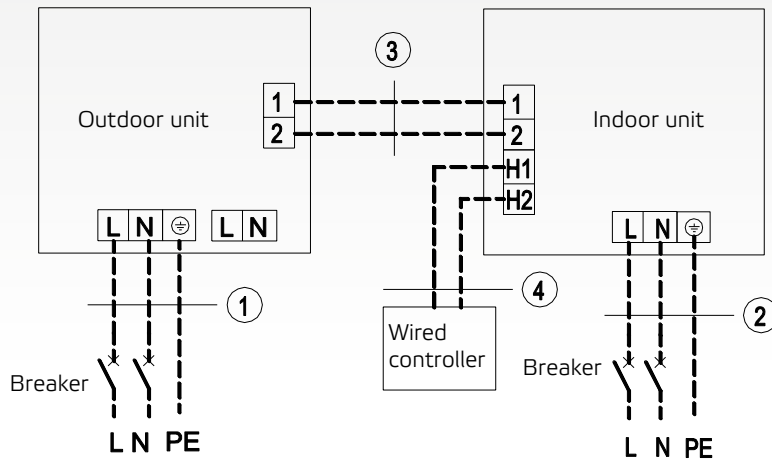 3
1 1
Outdoor unit Indoor unit
2 2
H1
H2
L N L N L N
4
1 2
Wired
controller
Breaker Breaker
L N PE L N PE